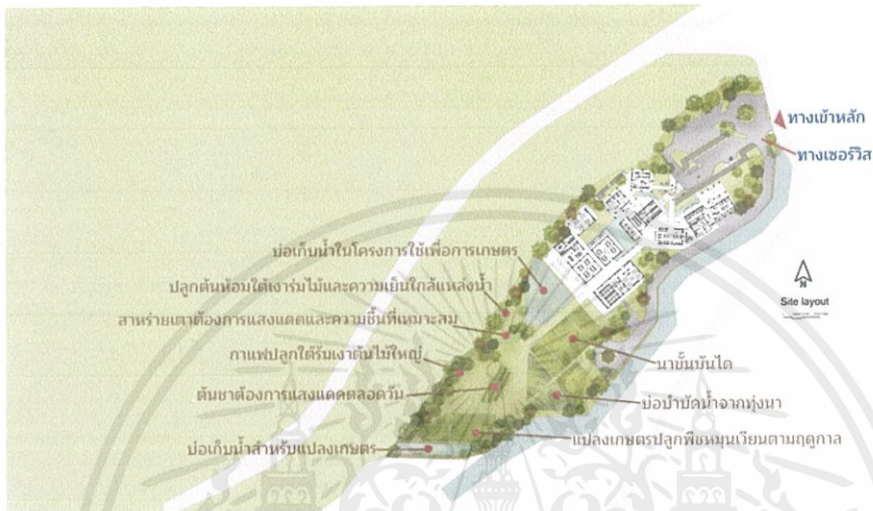 ทางเข้าหลัก
ทางเซอร์วิส
บ่อเก็บน้ำในโครงการใช้เพื่อการเกษตร
ปลูกต้นห้อมใต้เงาร่มไม้และความเย็นใกล้แหล่งน้ำ
สาหร่ายเตาต้องการแสงแดดและความชื้นที่เหมาะสม
กาแฟปลูกใต้ร่มเงาต้นไม้ใหญ่
ต้นชาต้องการแสงแดดตลอดวัน
บ่อเก็บน้ำสำหรับแปลงเกษตร
N
Site layout
นาขั้นบันได
บ่อบำบัดน้ำจากทุ่งนา
แปลงเกษตรปลูกพืชหมุนเวียนตามฤดูกาล